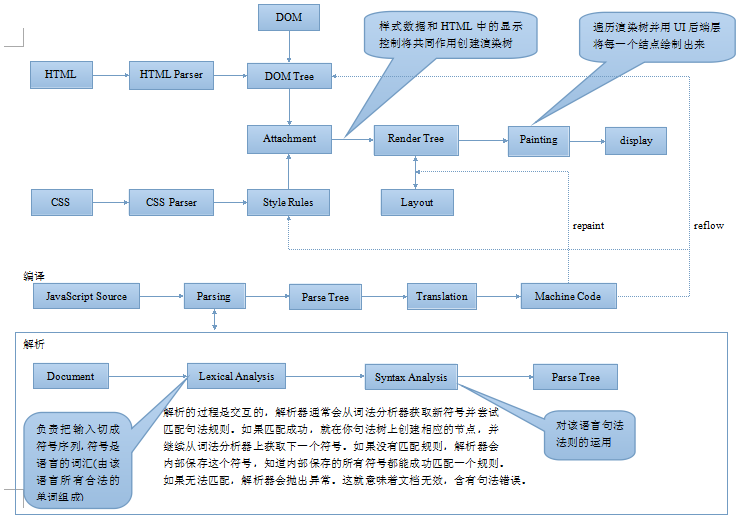 DOM
样式数据和 HTML 中的显示
控制将共同作用创建渲染树
遍历渲染树并用 UI 后端层
将每一个结点绘制出来
HTML
HTML Parser
DOM Tree
Attachment
Render Tree
Painting
display
CSS
CSS Parser
Style Rules
Layout
repaint
reflow
编译
JavaScript Source
Parsing
Parse Tree
Translation
Machine Code
解析
Document
Lexical Analysis
Syntax Analysis
Parse Tree
负责把输入切成
符号序列,符号是
语言的词汇(由该
语言所有合法的
单词组成)
解析的过程是交互的，解析器通常会从词法分析器获取新符号并尝试
匹配句法规则。如果匹配成功，就在你句法树上创建相应的节点，并
继续从词法分析器上获取下一个符号。如果没有匹配规则，解析器会
内部保存这个符号，知道内部保存的所有符号都能成功匹配一个规则。
如果无法匹配，解析器会抛出异常。这就意味着文档无效，含有句法错误。
对该语言句法
法则的运用